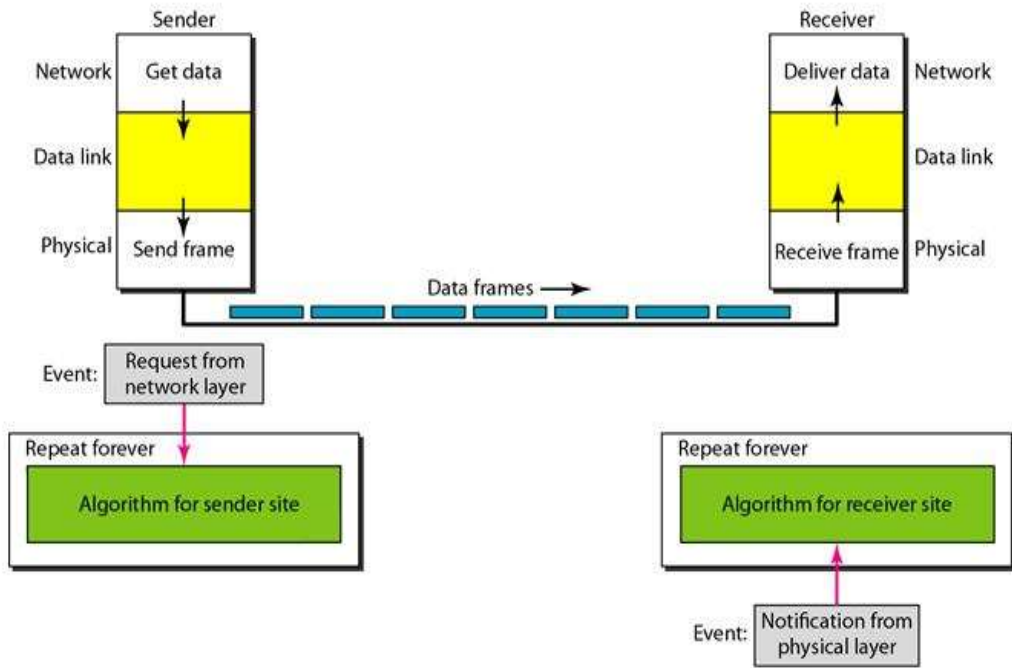 Sender
Receiver
Network
Get data
Deliver data
Network
Data link
Data link
Physical
Send frame
Receive frame
Physical
Data frames
Event:
Request from
network layer
Repeat forever
Algorithm for sender site
Repeat forever
Algorithm for receiver site
Event:
Notification from
physical layer